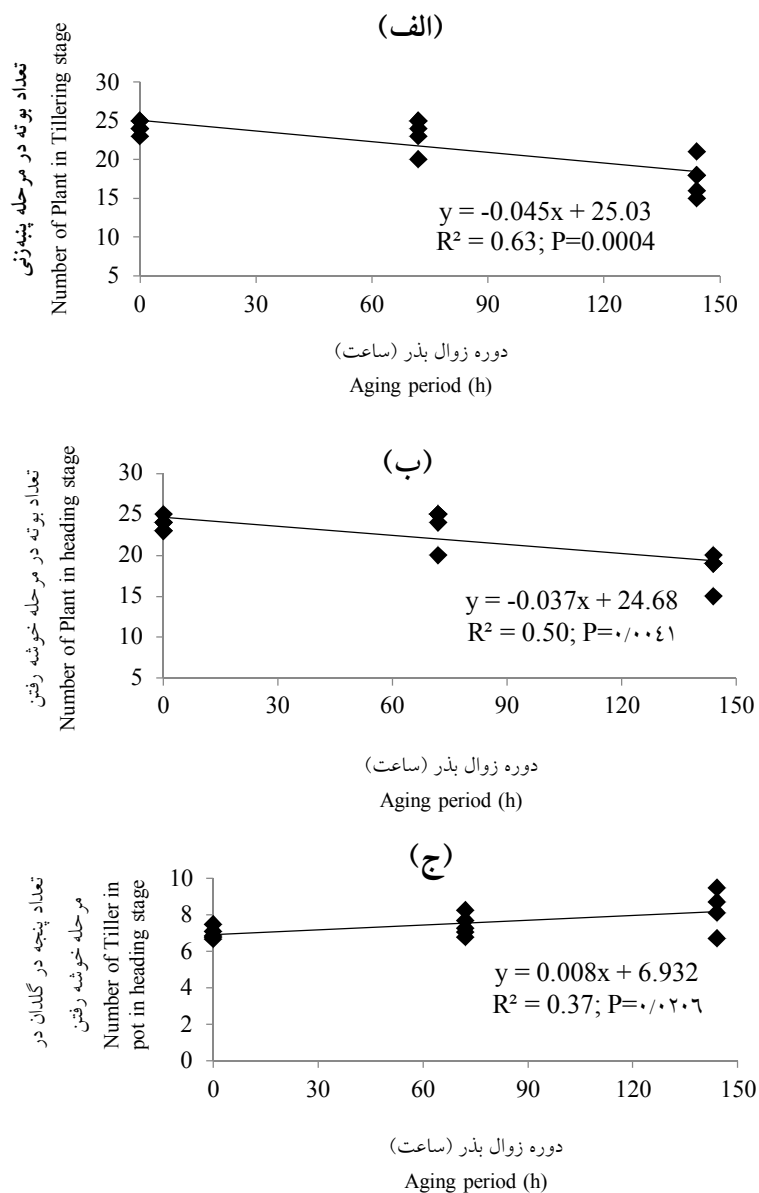 (الف)
تعداد بوته در مرحله پنبه‌زنی
Number of Plant in Tillering stage
30
25
20
15
10
5
y = -0.045x + 25.03
R² = 0.63; P=0.0004
0 30 60 90 120 150
دوره زوال بذر (ساعت)
Aging period (h)
(ب)
تعداد بوته در مرحله خوشه رفتن
Number of Plant in heading stage
30
25
20
15
10
5
y = -0.037x + 24.68
R² = 0.50; P=٠/٠٠٤١
0 30 60 90 120 150
دوره زوال بذر (ساعت)
Aging period (h)
(ج)
تعداد پنجه در گلدان در
مرحله خوشه رفتن
Number of Tiller in
pot in heading stage
10
8
6
4
2
0
y = 0.008x + 6.932
R² = 0.37; P=٠/٠٢٠٦
0 30 60 90 120 150
دوره زوال بذر (ساعت)
Aging period (h)